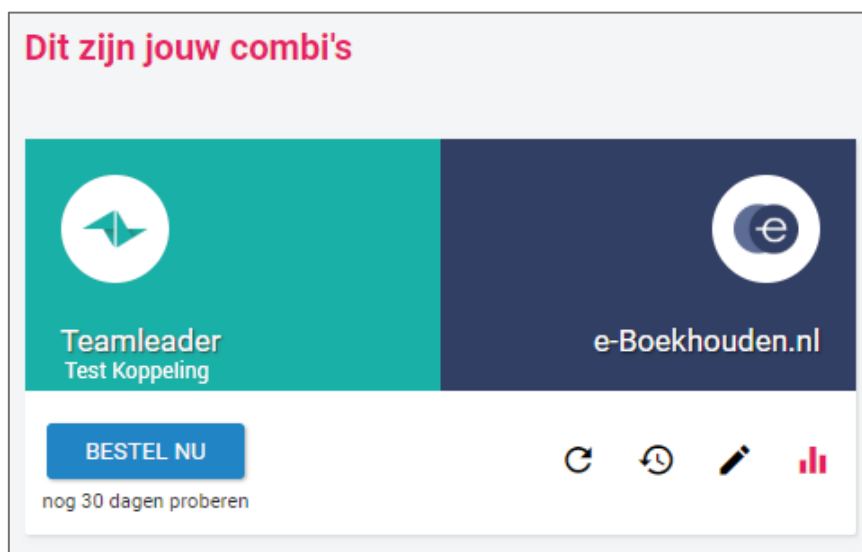 Dit zijn jouw combi's
Teamleader
Test Koppeling
e
e-Boekhouden.nl
BESTEL NU
nog 30 dagen proberen